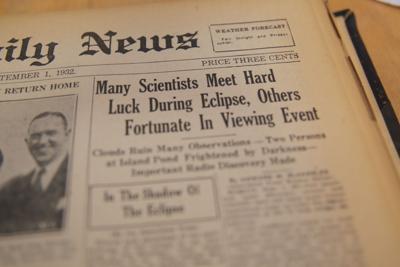 aily News
WEATHER FORECAST
TEMBER 1, 1932.
PRICE THREE CENTS
RETURN HOME
Many Scientists Meet Hard
Luck During Eclipse, Others
Fortunate In Viewing Event
Clouds Ruin Many Observations—Two Persons
at Island Pond Frightened by Darkness—
Important Radio Discovery Made
In The Shadow Of
The Eclipse